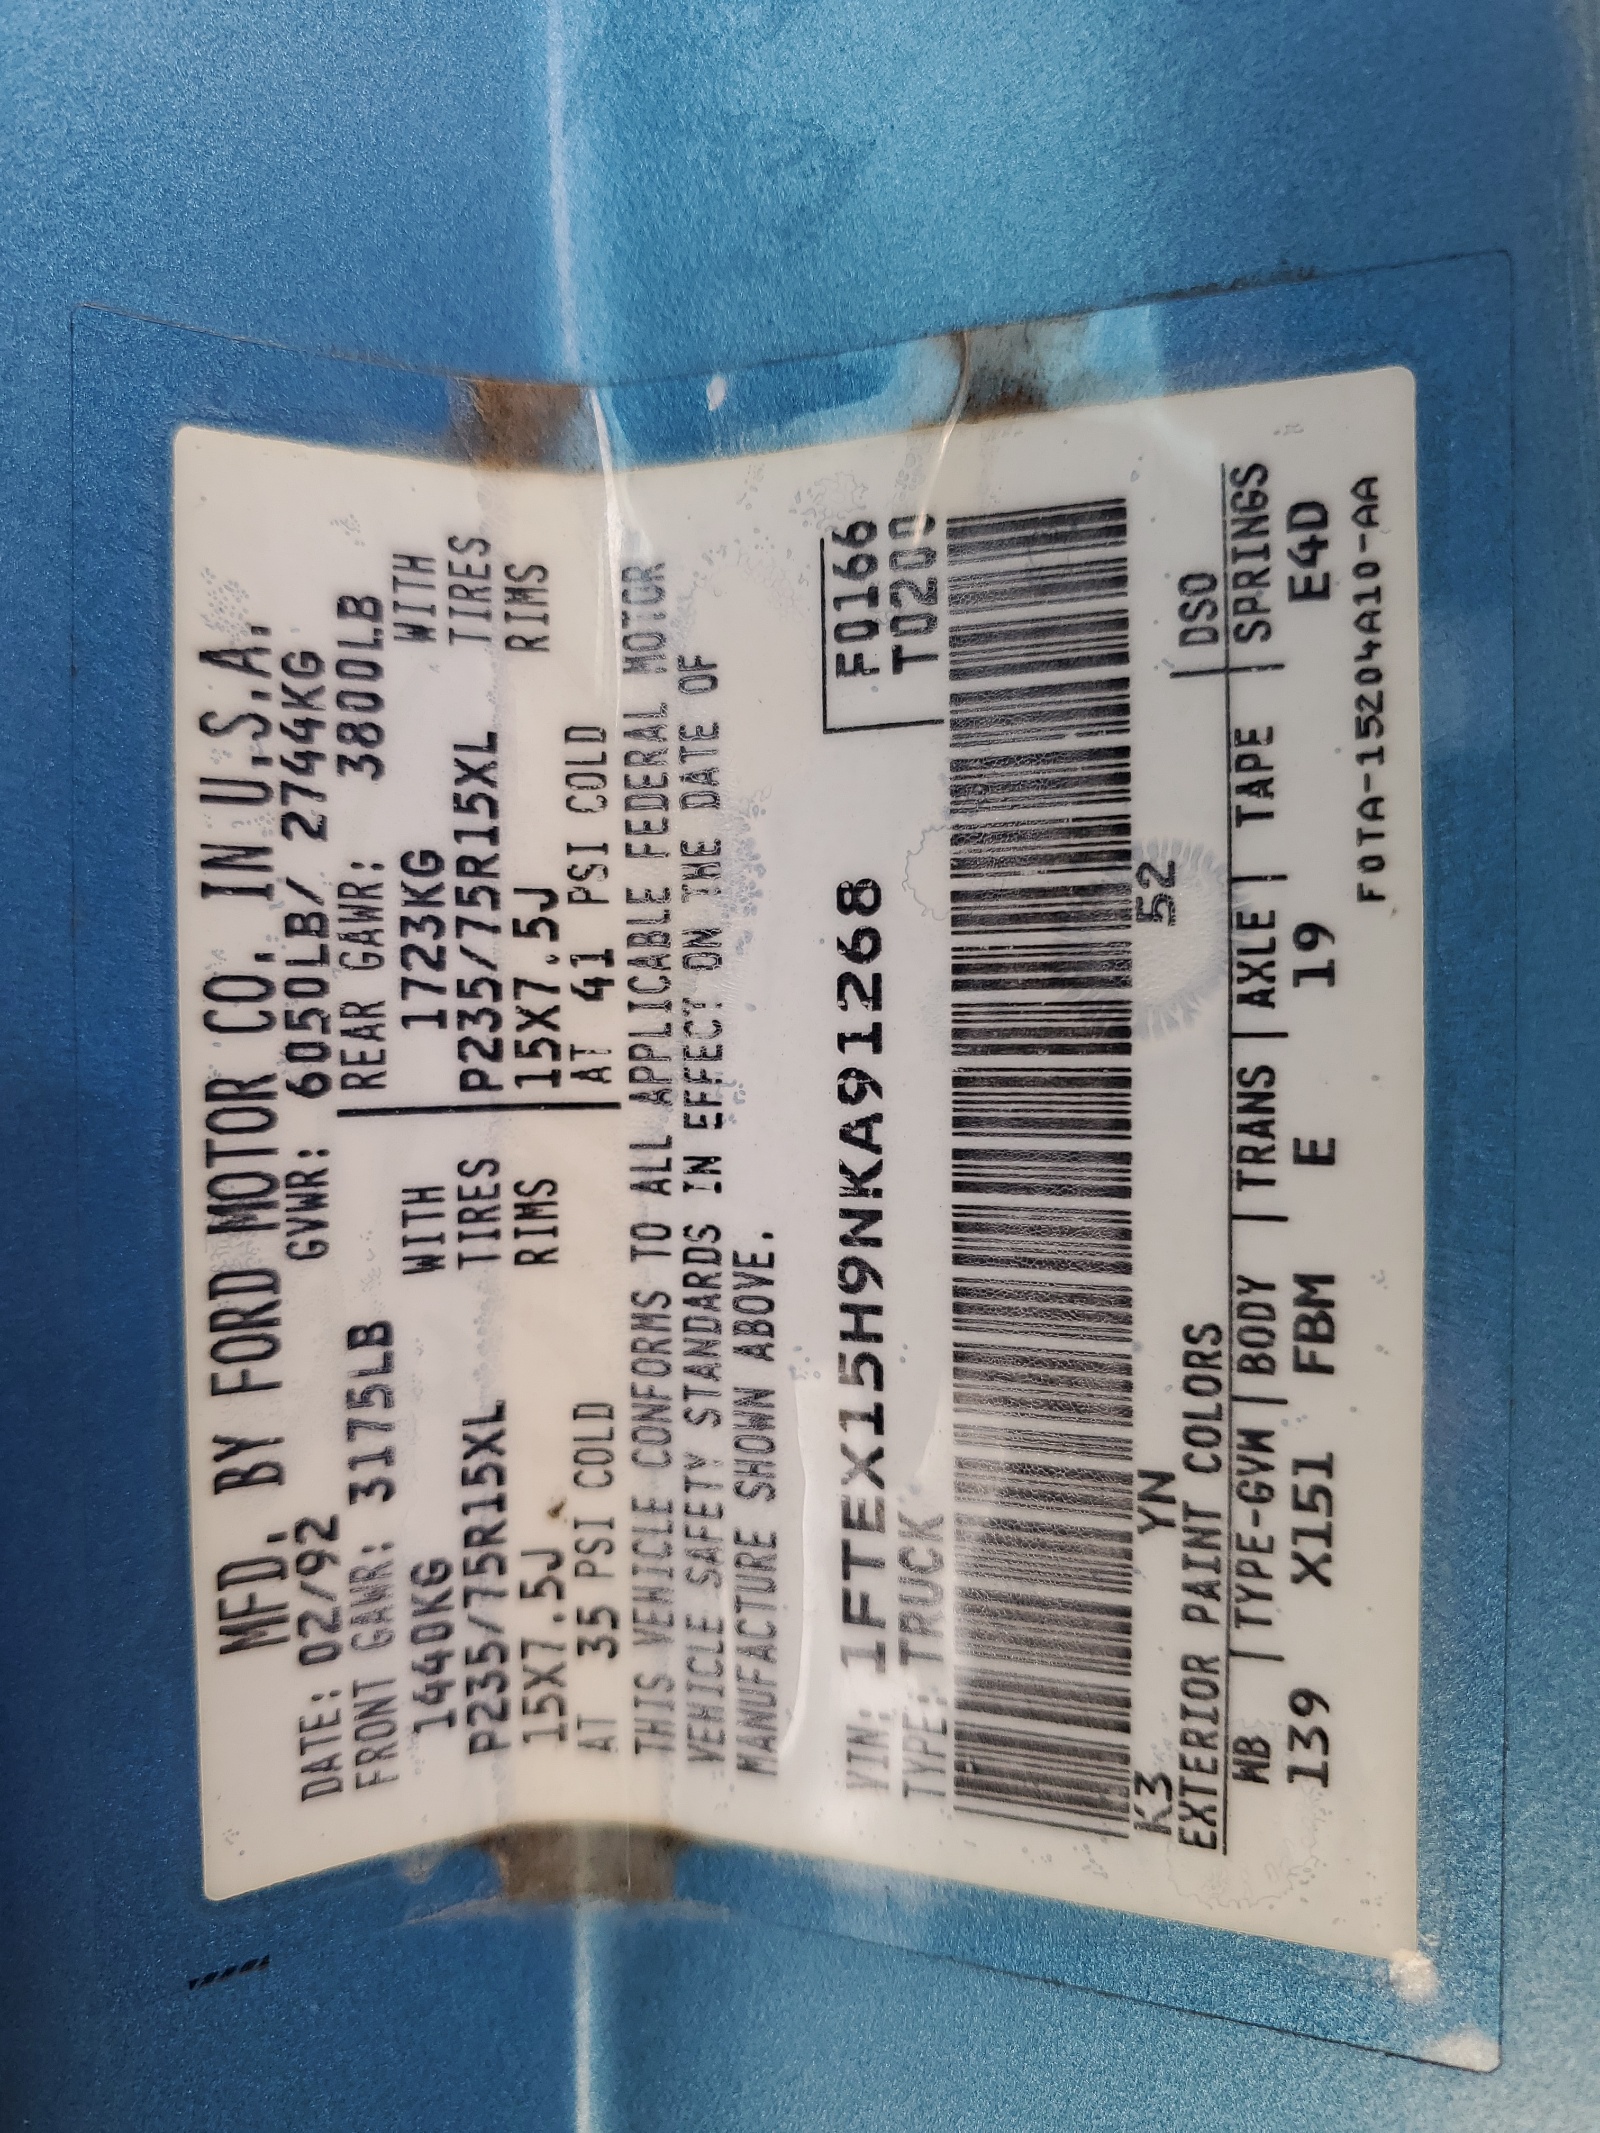 MFD. BY FORD MOTOR CO. IN U.S.A.
DATE: 02/92 GVWR: 6050LB/ 2744KG
FRONT GAWR: 3175LB REAR GAWR: 3800LB
1440KG WITH 1723KG WITH
P235/75R15XL TIRES P235/75R15XL TIRES
15X7.5J RIMS 15X7.5J RIMS
AT 35 PSI COLD AT 41 PSI COLD
THIS VEHICLE CONFORMS TO ALL APPLICABLE FEDERAL MOTOR
VEHICLE SAFETY STANDARDS IN EFFECT ON THE DATE OF
MANUFACTURE SHOWN ABOVE.
VIN: 1FTEX15H9NKA91268 F0166
TYPE: TRUCK T0200
K3 YN 52
EXTERIOR PAINT COLORS DSO
WB TYPE-GVW BODY TRANS AXLE TAPE SPRINGS
139 X151 FBM E 19 E4D
F0TA-15204A10-AA